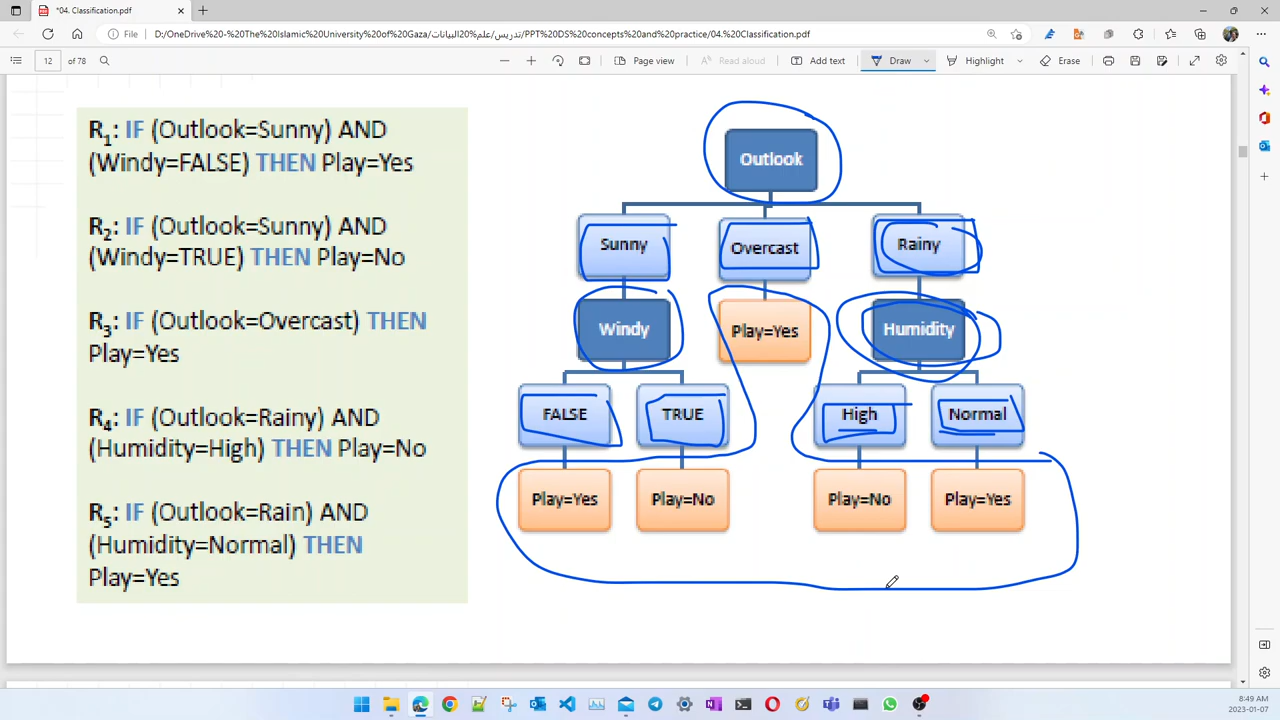 *04. Classification.pdf
File
D:/OneDrive%20-%20The%20Islamic%20University%20of%20Gaza/تدريس/علم%20البيانات/PPT%20DS%20concepts%20and%20practice/04.%20Classification.pdf
12 of 78
Page view
Read aloud
Add text
Draw
Highlight
Erase
R1: IF (Outlook=Sunny) AND
(Windy=FALSE) THEN Play=Yes
R2: IF (Outlook=Sunny) AND
(Windy=TRUE) THEN Play=No
R3: IF (Outlook=Overcast) THEN
Play=Yes
R4: IF (Outlook=Rainy) AND
(Humidity=High) THEN Play=No
R5: IF (Outlook=Rain) AND
(Humidity=Normal) THEN
Play=Yes
Outlook
Sunny Overcast Rainy
Windy Play=Yes Humidity
FALSE TRUE High Normal
Play=Yes Play=No Play=No Play=Yes
8:49 AM
2023-01-07